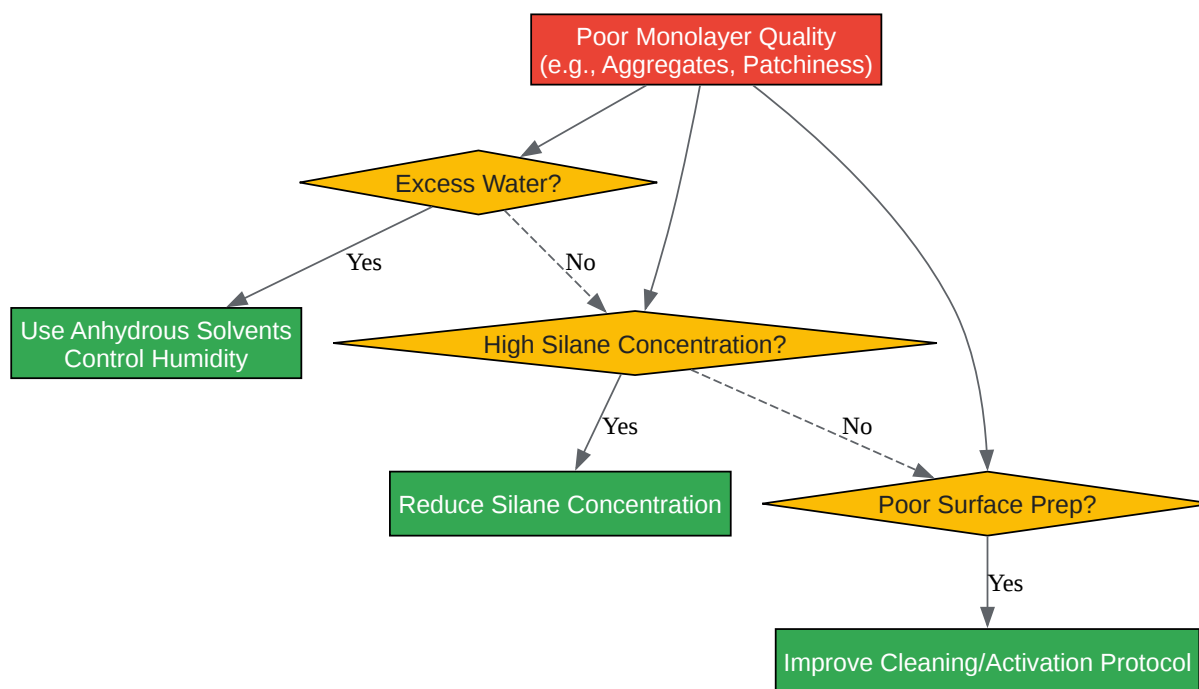 Poor Monolayer Quality
(e.g., Aggregates, Patchiness)
Excess Water?
Yes
No
Use Anhydrous Solvents
Control Humidity
High Silane Concentration?
Yes
No
Reduce Silane Concentration
Poor Surface Prep?
Yes
Improve Cleaning/Activation Protocol